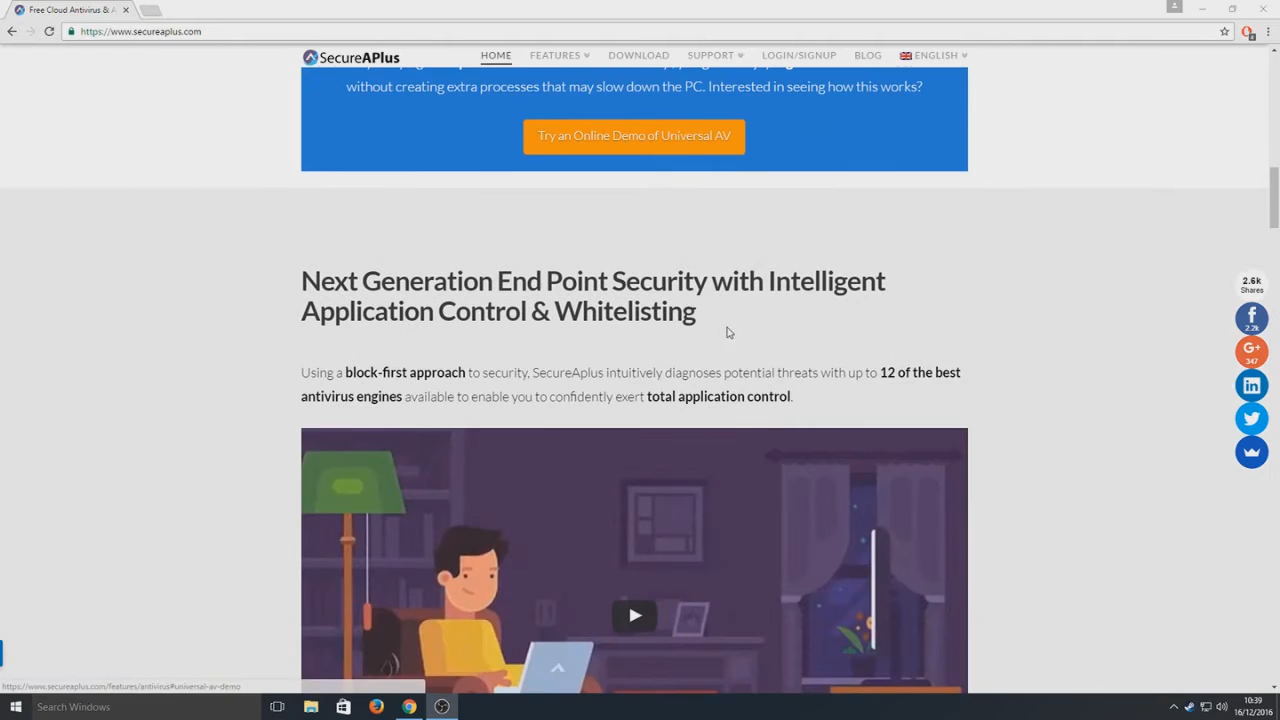 Free Cloud Antivirus & A
https://www.secureaplus.com
SecureAPlus
HOME FEATURES DOWNLOAD SUPPORT LOGIN/SIGNUP BLOG ENGLISH
without creating extra processes that may slow down the PC. Interested in seeing how this works?
Try an Online Demo of Universal AV
Next Generation End Point Security with Intelligent
Application Control & Whitelisting
Using a block-first approach to security, SecureAplus intuitively diagnoses potential threats with up to 12 of the best
antivirus engines available to enable you to confidently exert total application control.
2.6k
Shares
2.2k
G+
347
https://www.secureaplus.com/features/antivirus#universal-av-demo
Search Windows
10:39
16/12/2016